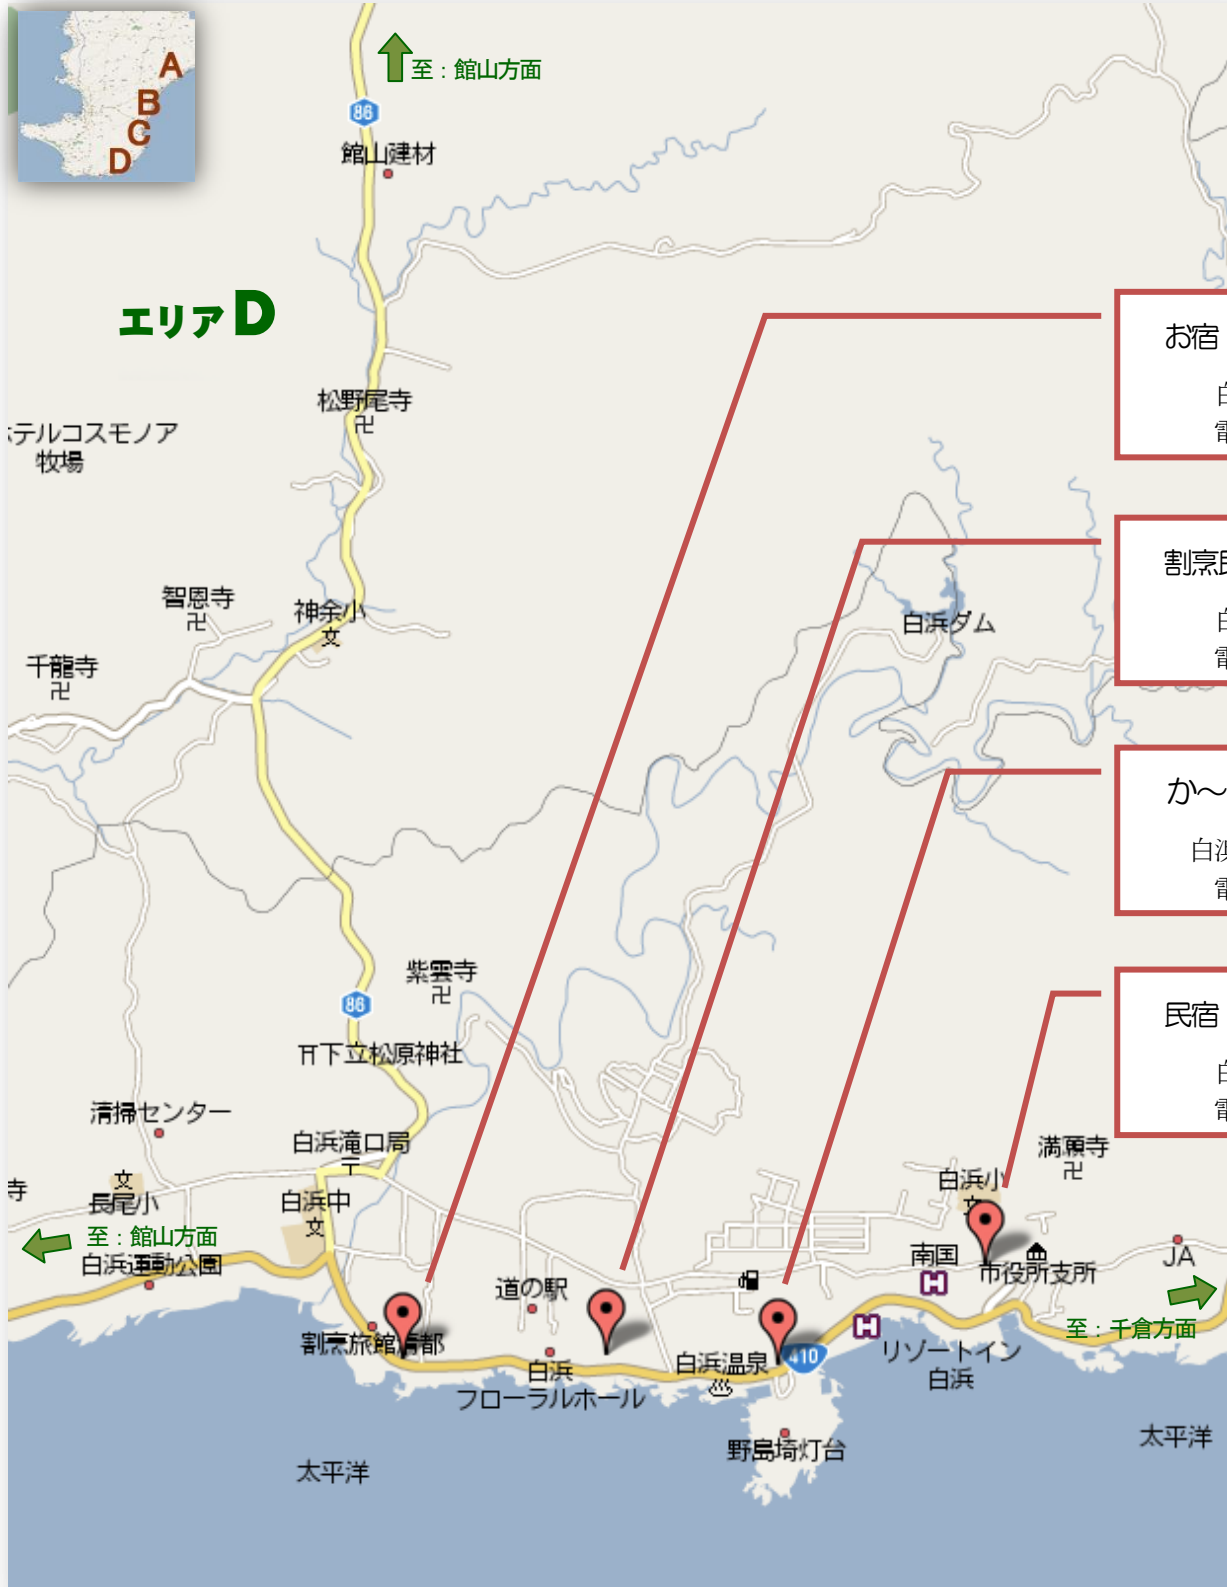 A
B
C
D
至：館山方面
86
館山建材
エリアD
お宿
松野尾寺
テルコスモノア
牧場
割烹
智恩寺
神余小
文
白浜ダム
千龍寺
か～
白浜
紫雲寺
86
下立松原神社
民宿
清掃センター
白浜滝口局
満願寺
白浜小
文
寺
文
長尾小
白浜中
文
至：館山方面
白浜運動公園
南国
H
市役所支所
JA
道の駅
割烹旅館清都
白浜
フローラルホール
白浜温泉
410
H
リゾートイン
白浜
至：千倉方面
野島埼灯台
太平洋
太平洋